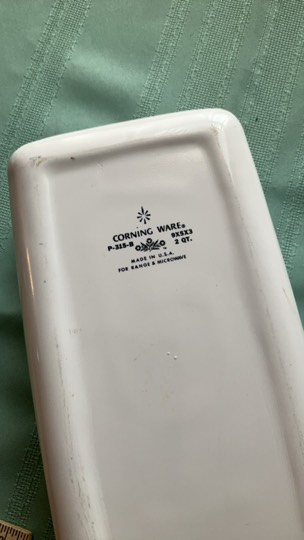 CORNING WARE®
P-315-B 9X5X3
2 QT.
MADE IN U.S.A.
FOR RANGE & MICROWAVE